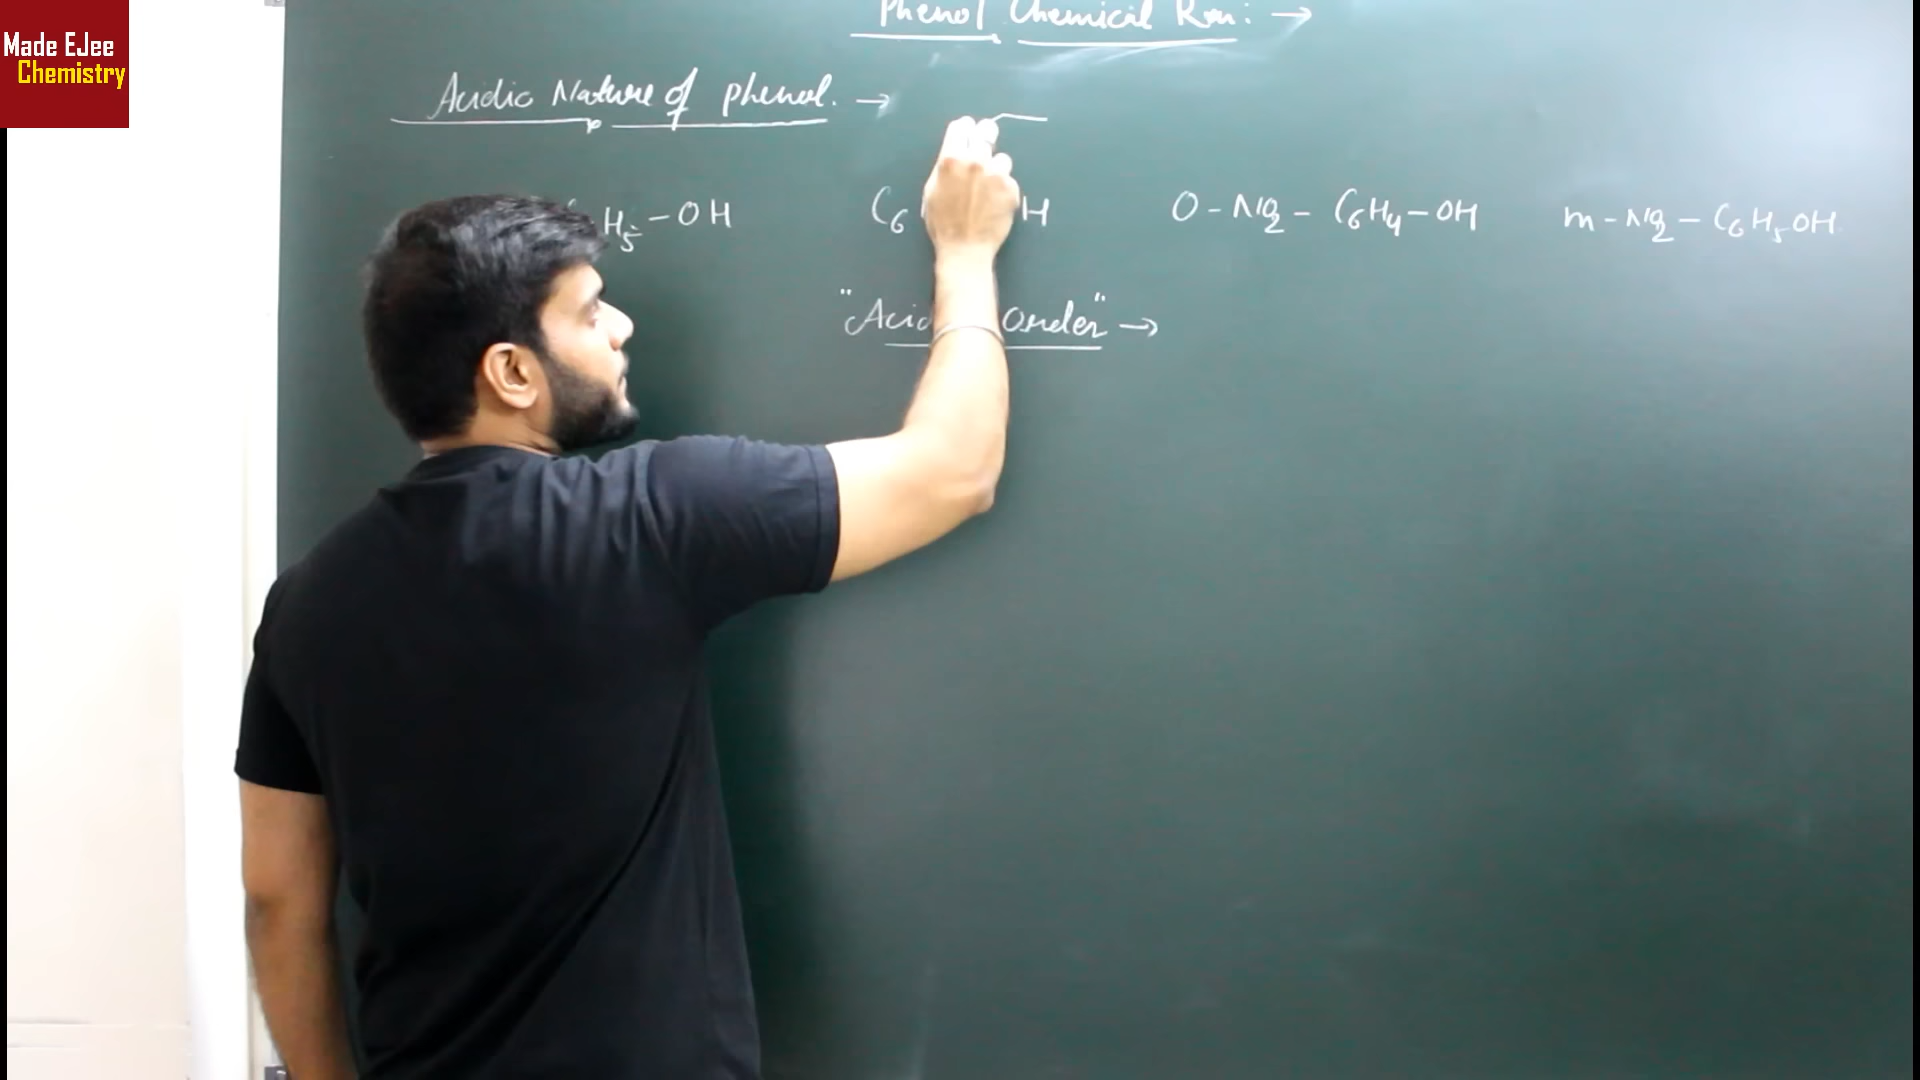 Made EJee
Chemistry
Phenol Chemical Rxn: →
Acidic Nature of phenol. →
H5 - OH
C6 H
O - NO2 - C6H4 - OH
m - NO2 - C6H5OH
"Acid Order" →